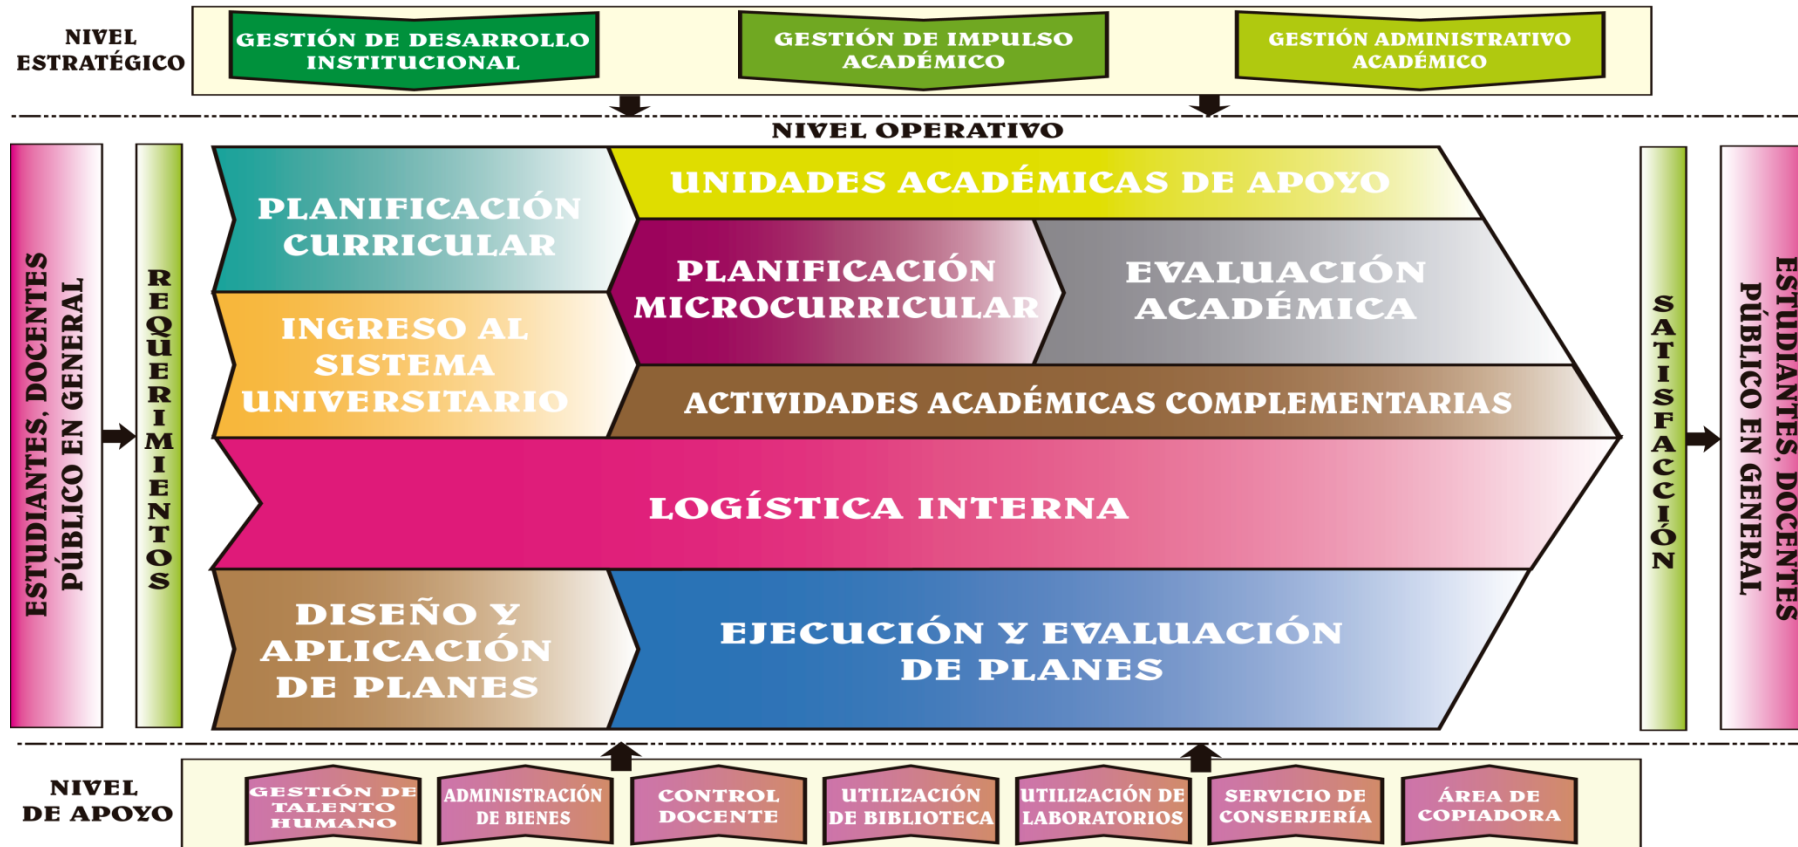 NIVEL
ESTRATÉGICO
GESTIÓN DE DESARROLLO
INSTITUCIONAL
GESTIÓN DE IMPULSO
ACADÉMICO
GESTIÓN ADMINISTRATIVO
ACADÉMICO
NIVEL OPERATIVO
ESTUDIANTES, DOCENTES
PÚBLICO EN GENERAL
REQUERIMIENTOS
PLANIFICACIÓN
CURRICULAR
INGRESO AL
SISTEMA
UNIVERSITARIO
UNIDADES ACADÉMICAS DE APOYO
PLANIFICACIÓN
MICROCURRICULAR
EVALUACIÓN
ACADÉMICA
ACTIVIDADES ACADÉMICAS COMPLEMENTARIAS
LOGÍSTICA INTERNA
DISEÑO Y
APLICACIÓN
DE PLANES
EJECUCIÓN Y EVALUACIÓN
DE PLANES
SATISFACCIÓN
ESTUDIANTES, DOCENTES
PÚBLICO EN GENERAL
NIVEL
DE APOYO
GESTIÓN DE
TALENTO
HUMANO
ADMINISTRACIÓN
DE BIENES
CONTROL
DOCENTE
UTILIZACIÓN
DE BIBLIOTECA
UTILIZACIÓN DE
LABORATORIOS
SERVICIO DE
CONSERJERÍA
ÁREA DE
COPIADORA